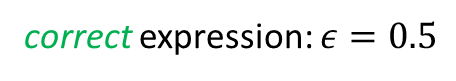 correct expression: ϵ = 0.5